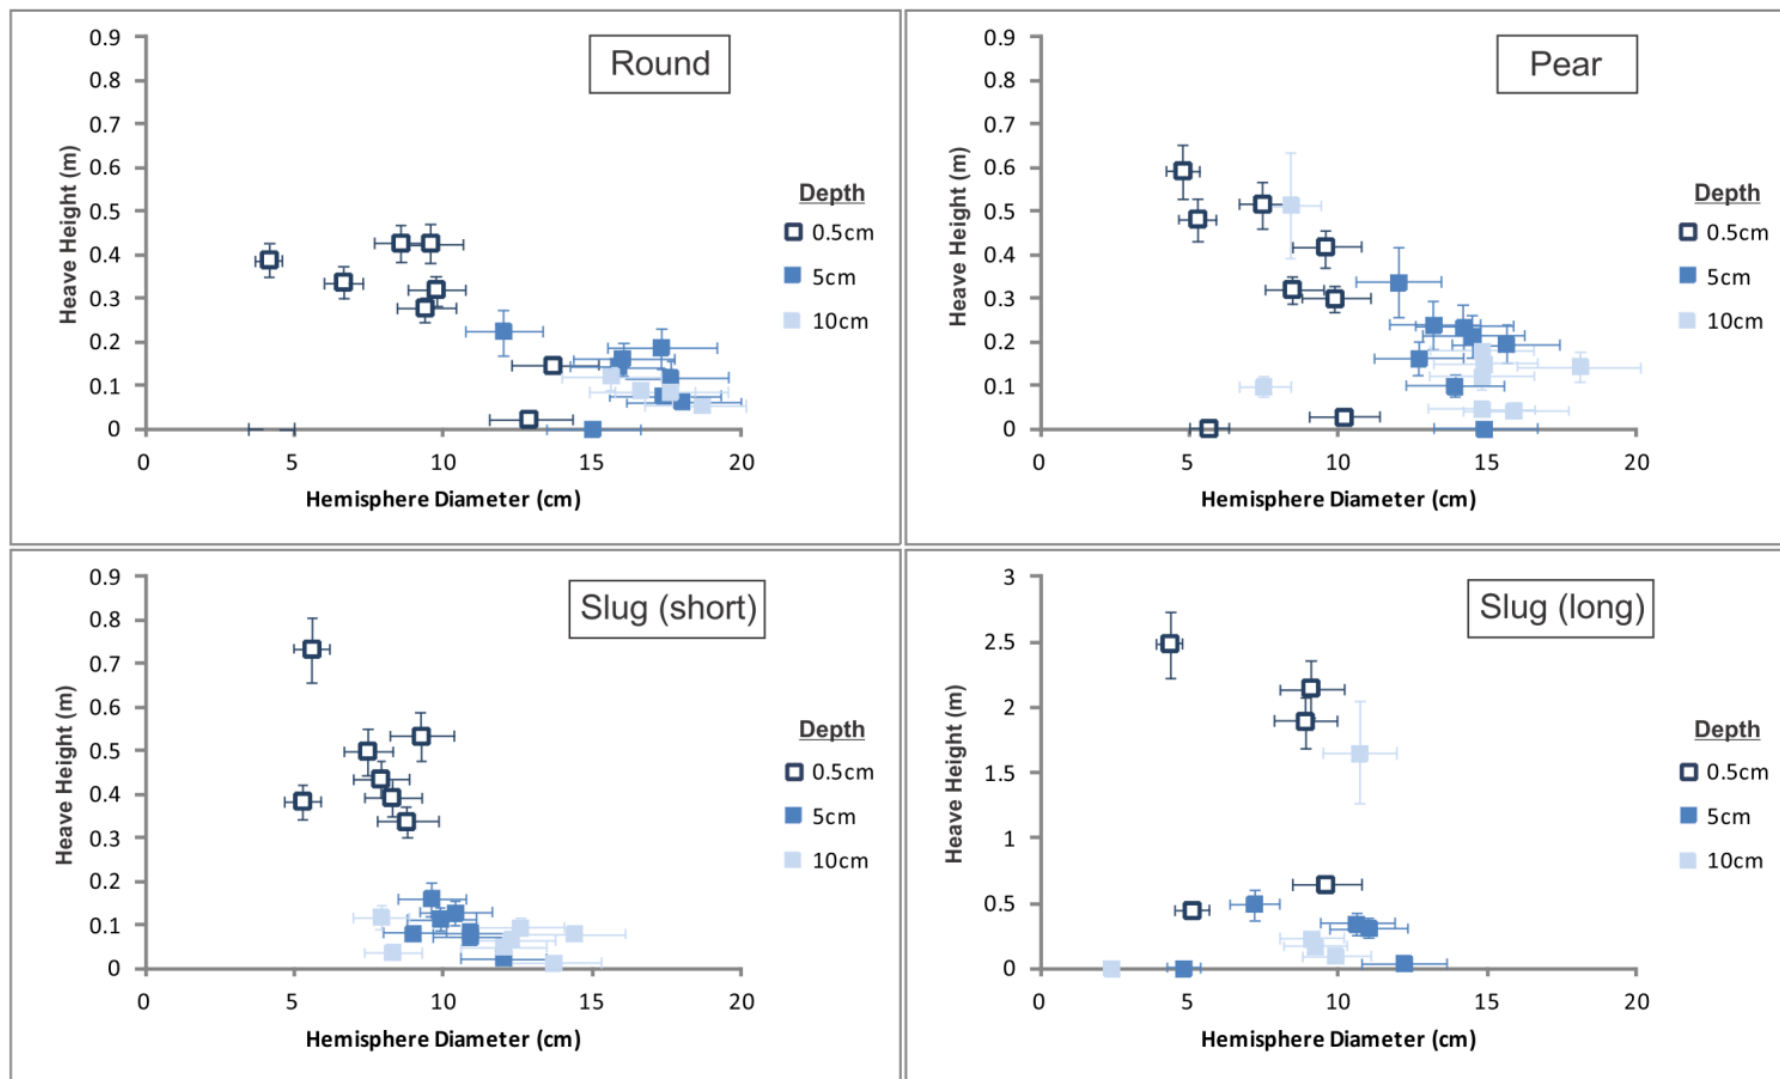 Round
Heave Height (m)
0.9
0.8
0.7
0.6
0.5
0.4
0.3
0.2
0.1
0
0 5 10 15 20
Hemisphere Diameter (cm)
Depth
0.5cm
5cm
10cm
Pear
Heave Height (m)
0.9
0.8
0.7
0.6
0.5
0.4
0.3
0.2
0.1
0
0 5 10 15 20
Hemisphere Diameter (cm)
Depth
0.5cm
5cm
10cm
Slug (short)
Heave Height (m)
0.9
0.8
0.7
0.6
0.5
0.4
0.3
0.2
0.1
0
0 5 10 15 20
Hemisphere Diameter (cm)
Depth
0.5cm
5cm
10cm
Slug (long)
Heave Height (m)
3
2.5
2
1.5
1
0.5
0
0 5 10 15 20
Hemisphere Diameter (cm)
Depth
0.5cm
5cm
10cm